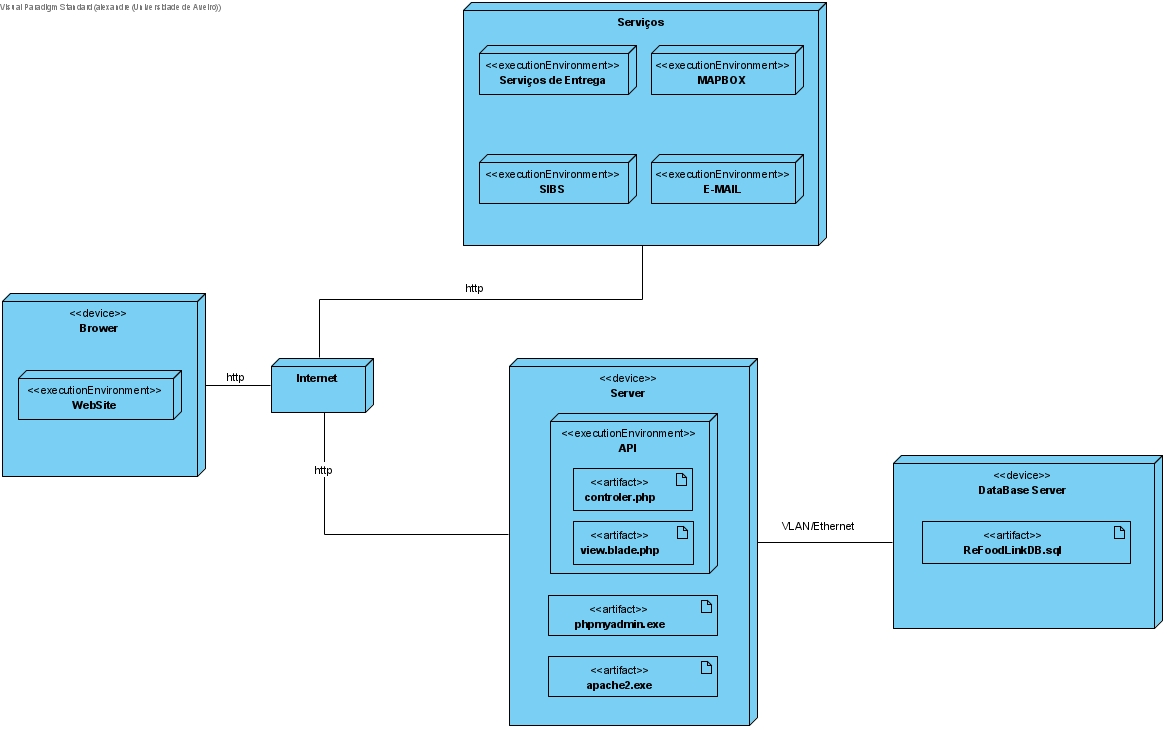 Visual Paradigm Standard (alexandre (Universidade de Aveiro))
Serviços
<<executionEnvironment>>
Serviços de Entrega
<<executionEnvironment>>
MAPBOX
<<executionEnvironment>>
SIBS
<<executionEnvironment>>
E-MAIL
http
<<device>>
Brower
<<executionEnvironment>>
WebSite
http
Internet
http
<<device>>
Server
<<executionEnvironment>>
API
<<artifact>>
controler.php
<<artifact>>
view.blade.php
<<artifact>>
phpmyadmin.exe
<<artifact>>
apache2.exe
VLAN/Ethernet
<<device>>
DataBase Server
<<artifact>>
ReFoodLinkDB.sql